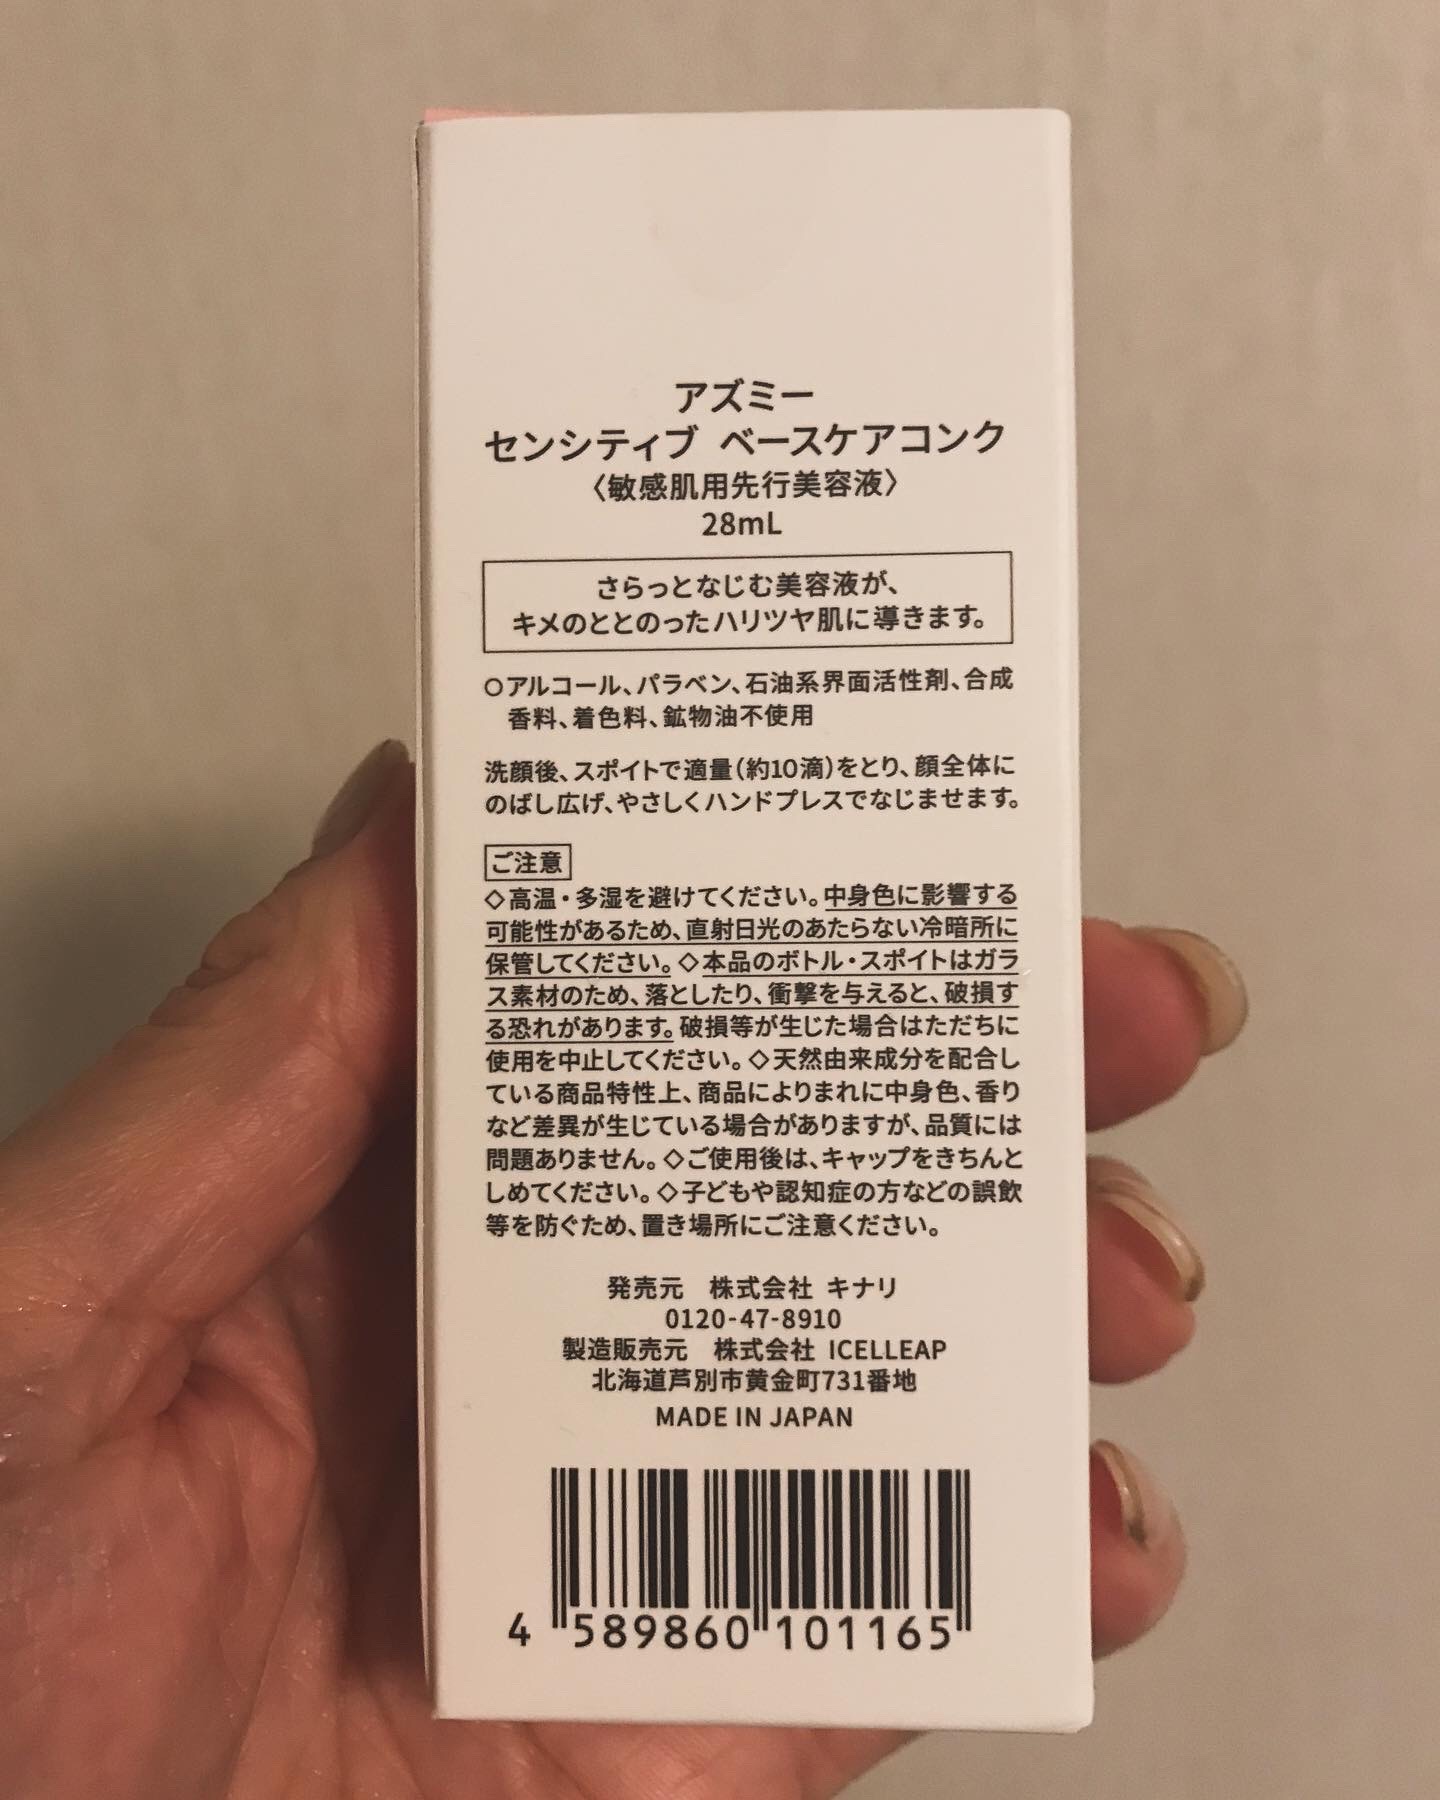 アズミー
センシティブ ベースケアコンク
〈敏感肌用先行美容液〉
28mL
さらっとなじむ美容液が、
キメのととのったハリツヤ肌に導きます。
○アルコール、パラベン、石油系界面活性剤、合成
香料、着色料、鉱物油不使用
洗顔後、スポイトで適量(約10滴)をとり、顔全体に
のばし広げ、やさしくハンドプレスでなじませます。
ご注意
◇高温・多湿を避けてください。中身色に影響する
可能性があるため、直射日光のあたらない冷暗所に
保管してください。◇本品のボトル・スポイトはガラ
ス素材のため、落としたり、衝撃を与えると、破損す
る恐れがあります。破損等が生じた場合はただちに
使用を中止してください。◇天然由来成分を配合し
ている商品特性上、商品によりまれに中身色、香り
など差異が生じている場合がありますが、品質には
問題ありません。◇ご使用後は、キャップをきちんと
しめてください。◇子どもや認知症の方などの誤飲
等を防ぐため、置き場所にご注意ください。
発売元 株式会社 キナリ
0120-47-8910
製造販売元 株式会社 ICELLEAP
北海道芦別市黄金町731番地
MADE IN JAPAN
4 589860 101165